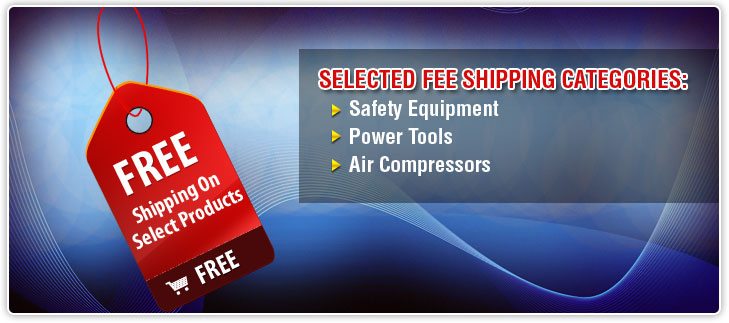 FREE
Shipping On
Select Products
FREE
SELECTED FEE SHIPPING CATEGORIES:
Safety Equipment
Power Tools
Air Compressors